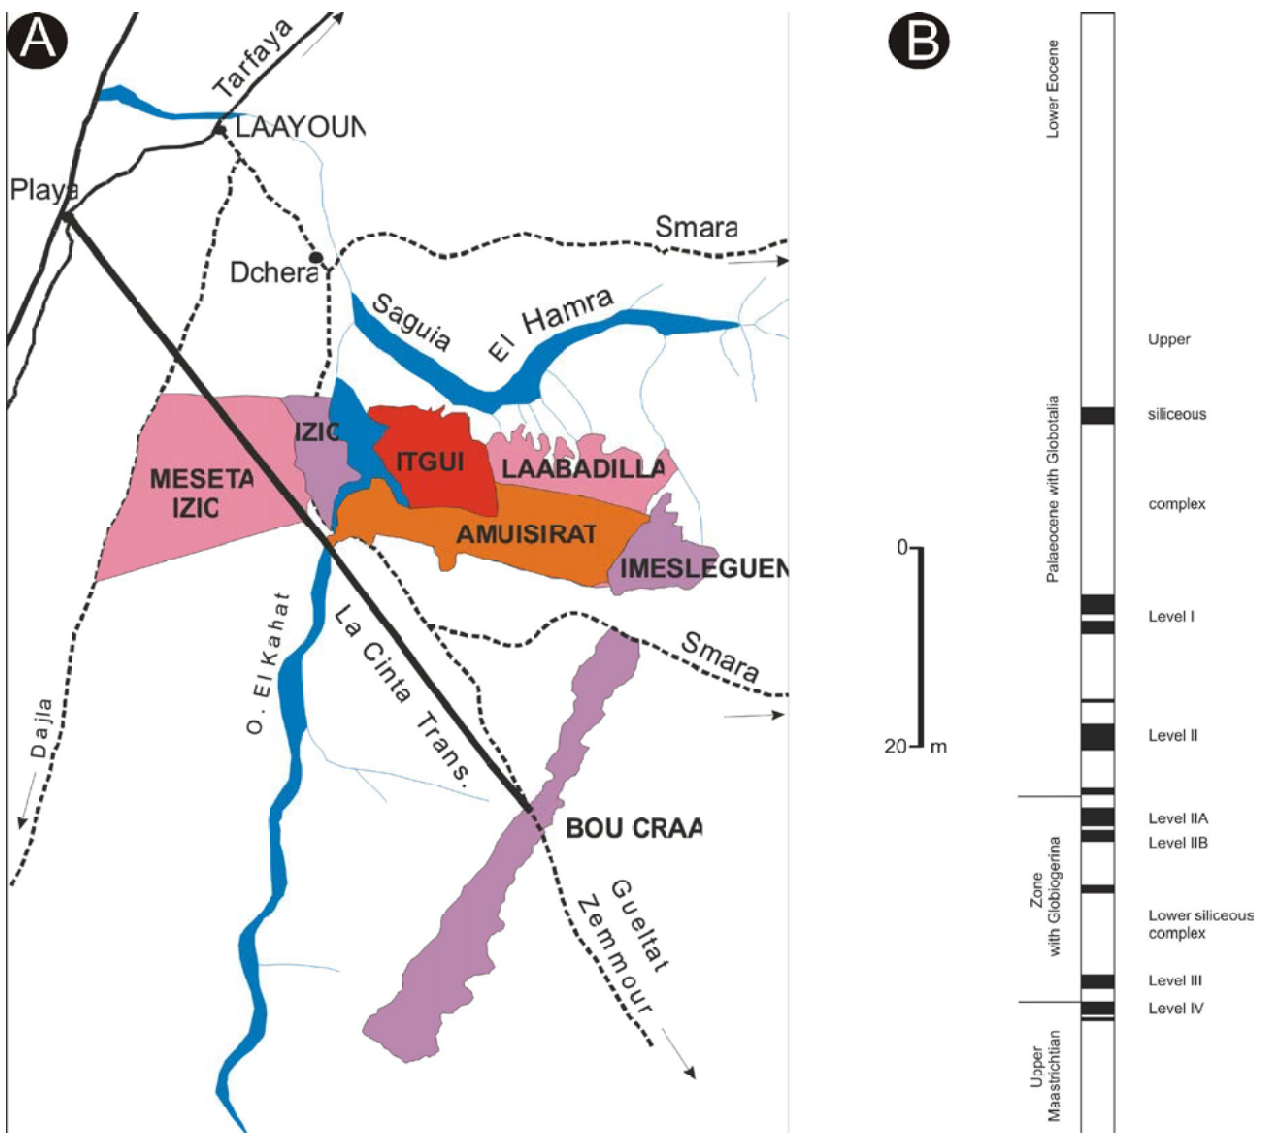 A
Tarfaya
LAAYOUN
Playa
Smara
Dchera
Saguia
El Hamra
IZIC
ITGUI
LAABADILLA
MESETA
IZIC
AMUISIRAT
IMESLEGUEN
O. El Kahat
La Cinta Trans.
Smara
Dajla
BOU CRAA
Gueltat
Zemmour
B
Lower Eocene
Upper
siliceous
complex
Palaeocene with Globotalia
0
20 m
Level I
Level II
Level IIA
Level IIB
Zone
with Globiogerina
Lower siliceous
complex
Level III
Level IV
Upper
Maastrichtian